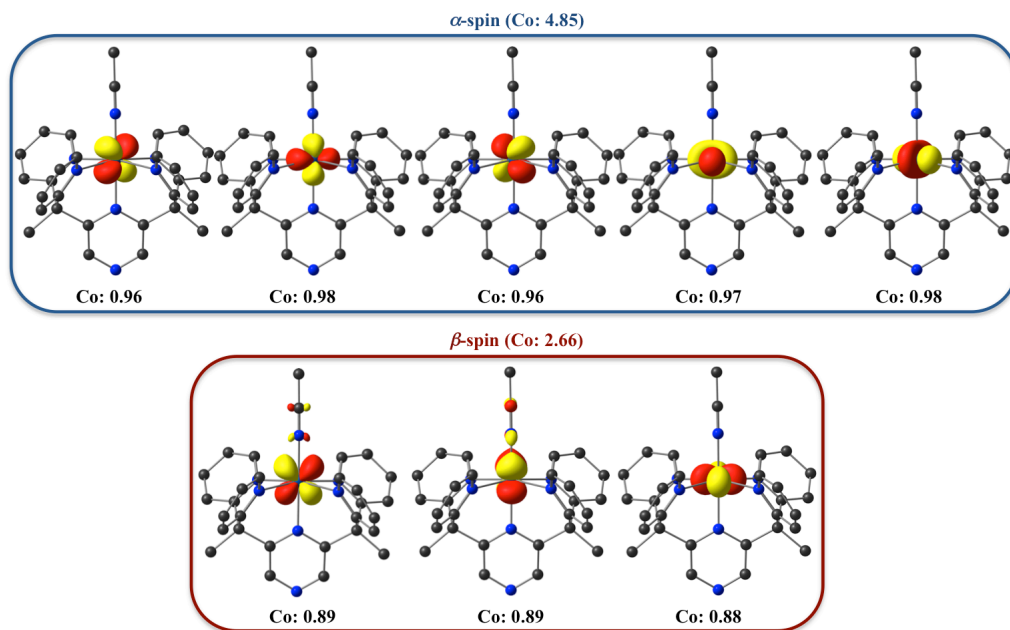 α-spin (Co: 4.85)
Co: 0.96 Co: 0.98 Co: 0.96 Co: 0.97 Co: 0.98
β-spin (Co: 2.66)
Co: 0.89 Co: 0.89 Co: 0.88